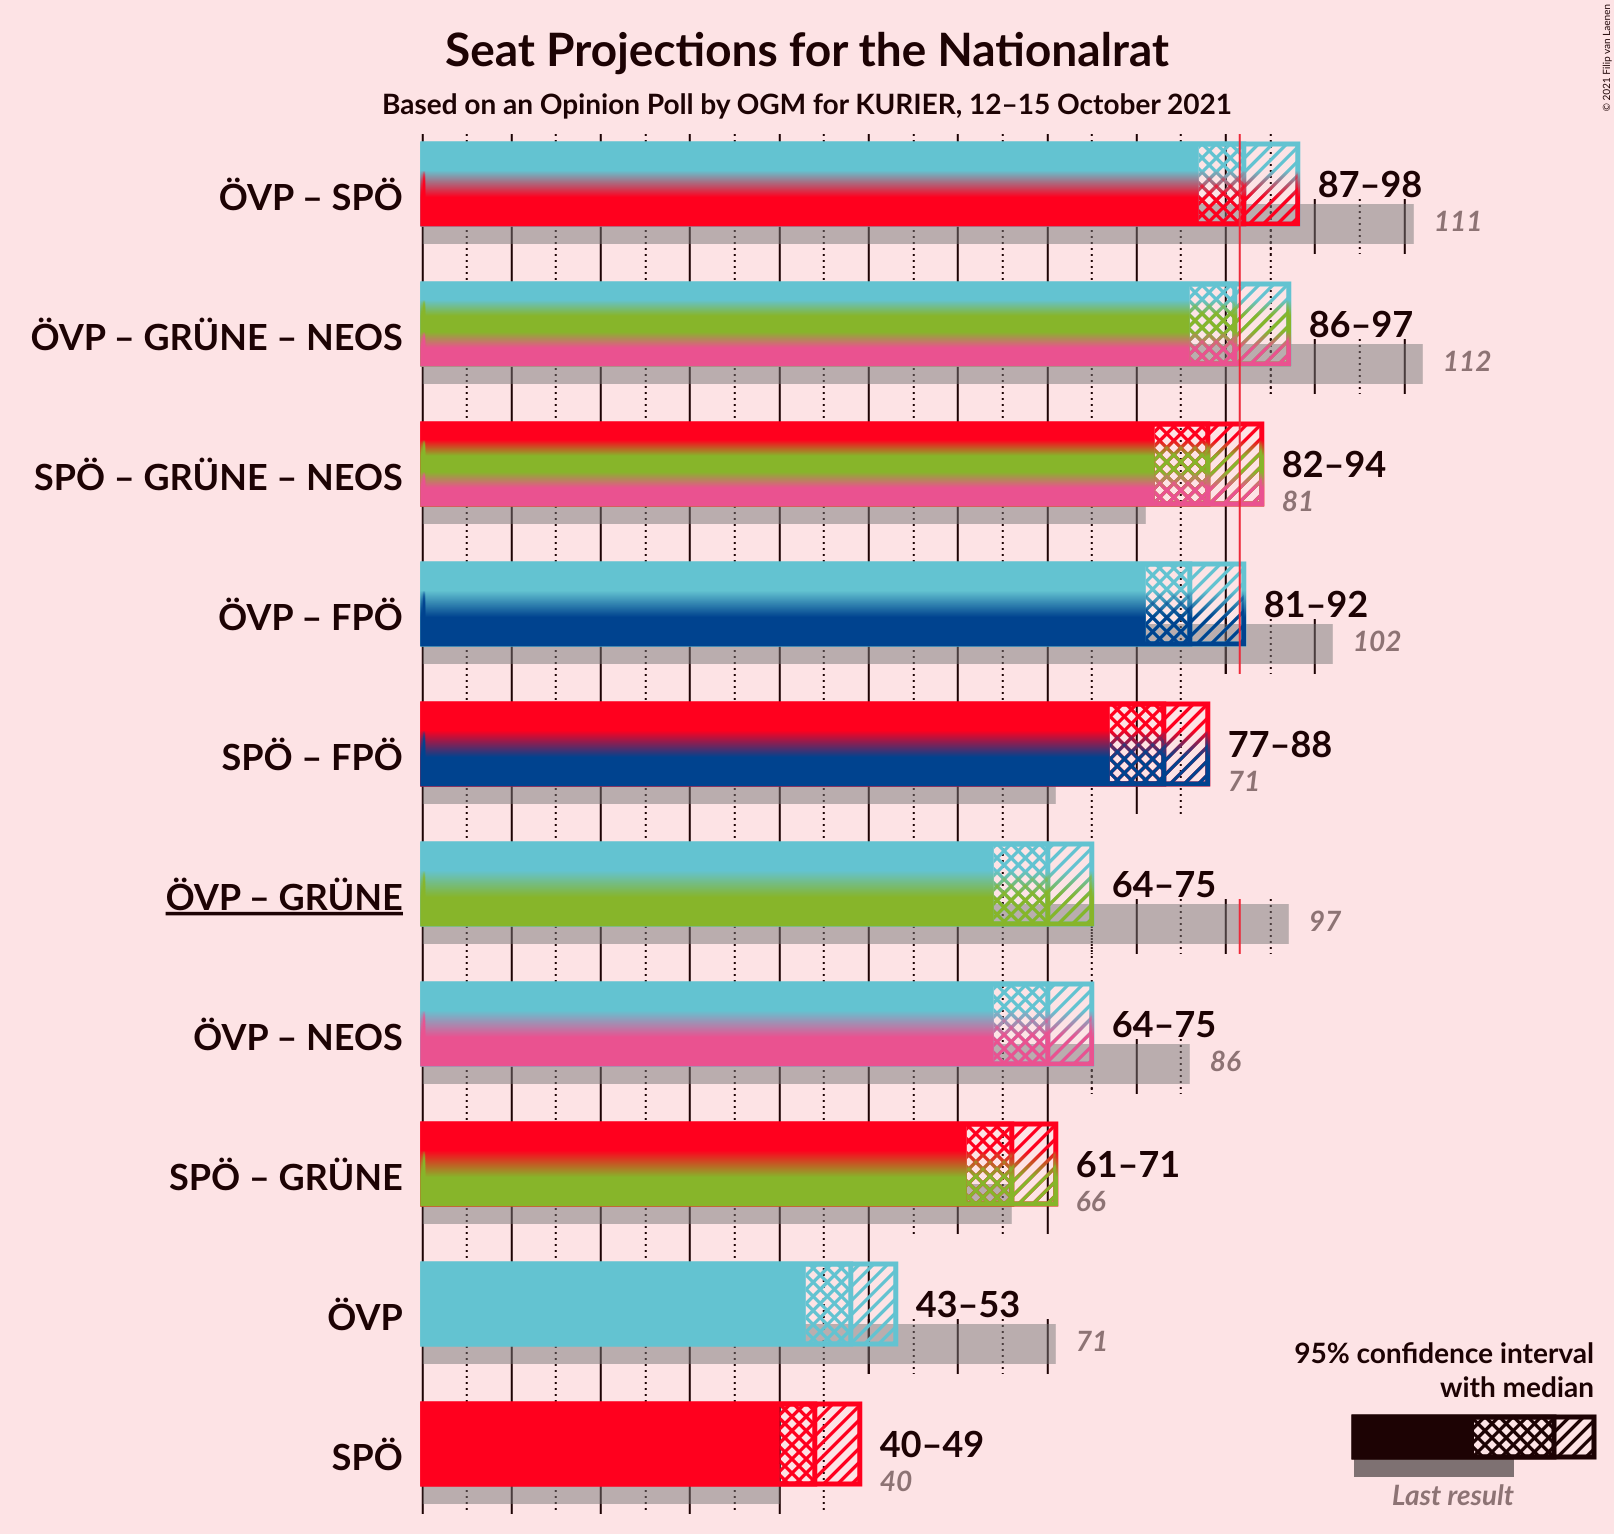 Seat Projections for the Nationalrat
Based on an Opinion Poll by OGM for KURIER, 12–15 October 2021
© 2021 Filip van Laenen
ÖVP – SPÖ
87–98
111
ÖVP – GRÜNE – NEOS
86–97
112
SPÖ – GRÜNE – NEOS
82–94
81
ÖVP – FPÖ
81–92
102
SPÖ – FPÖ
77–88
71
ÖVP – GRÜNE
64–75
97
ÖVP – NEOS
64–75
86
SPÖ – GRÜNE
61–71
66
ÖVP
43–53
71
SPÖ
40–49
40
95% confidence interval
with median
Last result